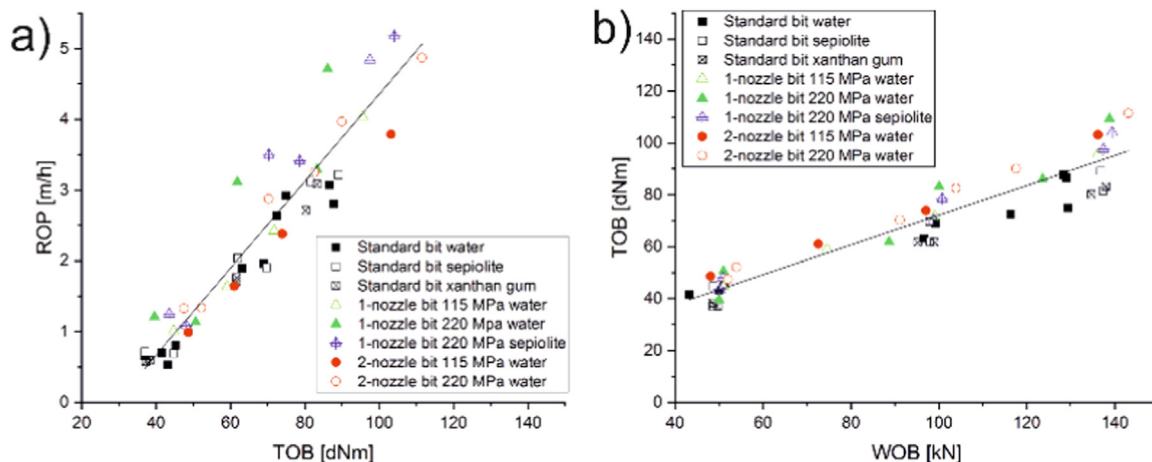 a)
ROP [m/h]
5
4
3
2
1
0
Standard bit water
Standard bit sepiolite
Standard bit xanthan gum
1-nozzle bit 115 MPa water
1-nozzle bit 220 Mpa water
1-nozzle bit 220 MPa sepiolite
2-nozzle bit 115 MPa water
2-nozzle bit 220 MPa water
20 40 60 80 100 120 140
TOB [dNm]
b)
TOB [dNm]
140
120
100
80
60
40
20
0
Standard bit water
Standard bit sepiolite
Standard bit xanthan gum
1-nozzle bit 115 MPa water
1-nozzle bit 220 MPa water
1-nozzle bit 220 MPa sepiolite
2-nozzle bit 115 MPa water
2-nozzle bit 220 MPa water
40 60 80 100 120 140
WOB [kN]